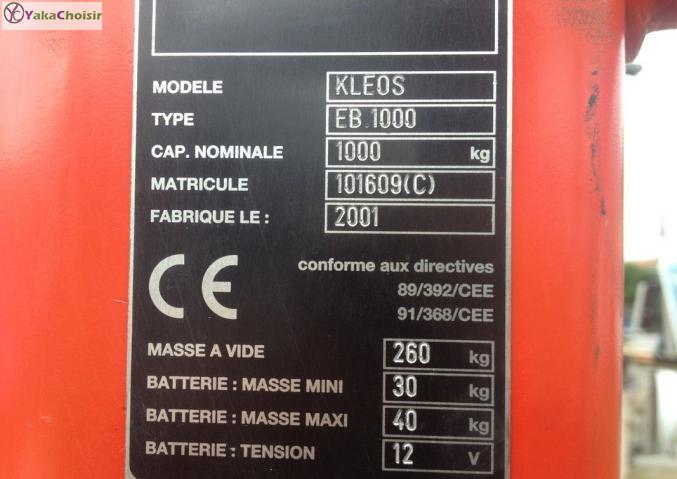 YakaChoisir
MODELE KLEOS
TYPE EB.1000
CAP. NOMINALE 1000 kg
MATRICULE 101609(C)
FABRIQUE LE : 2001
CE conforme aux directives
89/392/CEE
91/368/CEE
MASSE A VIDE 260 kg
BATTERIE : MASSE MINI 30 kg
BATTERIE : MASSE MAXI 40 kg
BATTERIE : TENSION 12 V